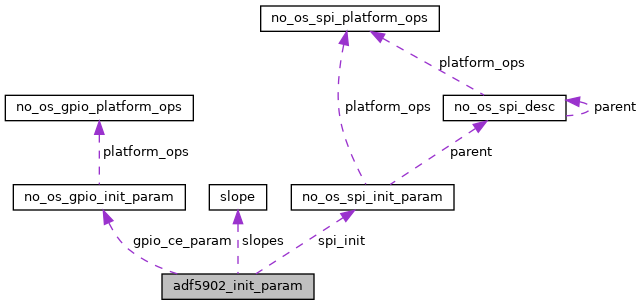 no_os_spi_platform_ops
platform_ops
no_os_gpio_platform_ops
platform_ops
no_os_spi_desc
parent
platform_ops
parent
no_os_gpio_init_param
slope
no_os_spi_init_param
gpio_ce_param
slopes
spi_init
adf5902_init_param